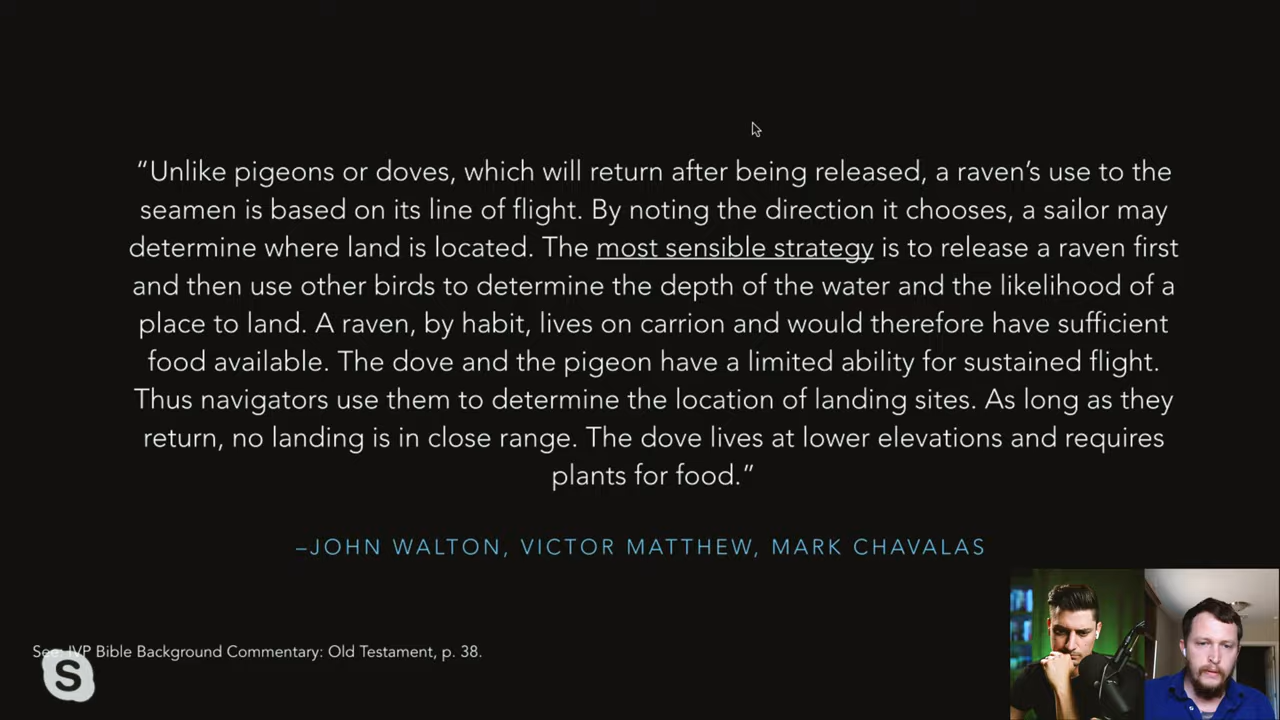 “Unlike pigeons or doves, which will return after being released, a raven’s use to the
seamen is based on its line of flight. By noting the direction it chooses, a sailor may
determine where land is located. The most sensible strategy is to release a raven first
and then use other birds to determine the depth of the water and the likelihood of a
place to land. A raven, by habit, lives on carrion and would therefore have sufficient
food available. The dove and the pigeon have a limited ability for sustained flight.
Thus navigators use them to determine the location of landing sites. As long as they
return, no landing is in close range. The dove lives at lower elevations and requires
plants for food.”
–JOHN WALTON, VICTOR MATTHEW, MARK CHAVALAS
See: IVP Bible Background Commentary: Old Testament, p. 38.
S